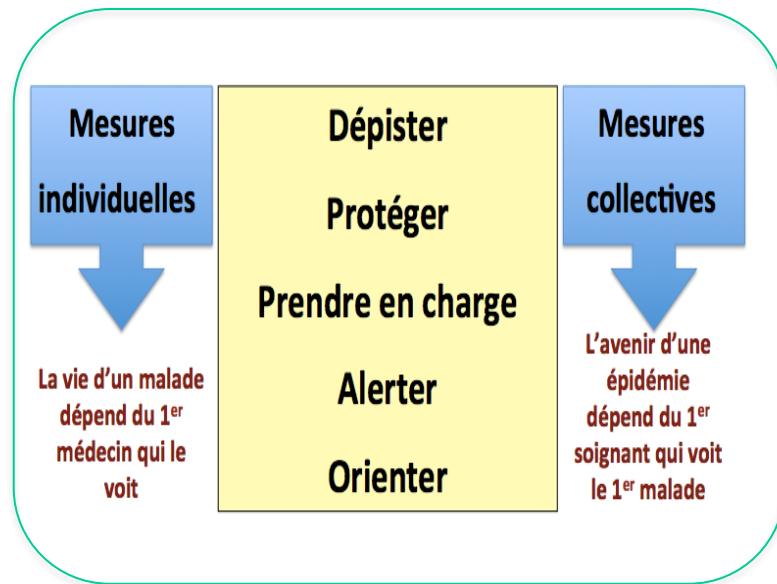 Mesures
individuelles
La vie d'un malade
dépend du 1er
médecin qui le
voit
Dépister
Protéger
Prendre en charge
Alerter
Orienter
Mesures
collectives
L'avenir d'une
épidémie
dépend du 1er
soignant qui voit
le 1er malade